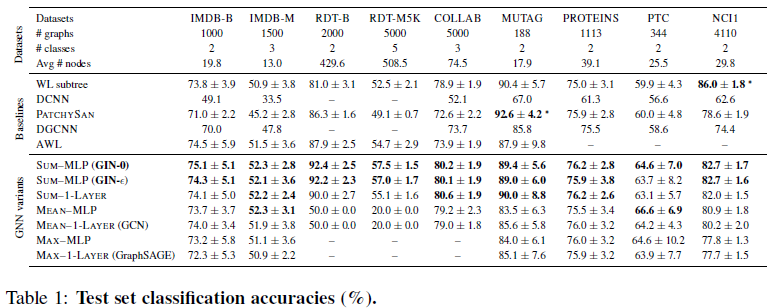 Datasets IMDB-B IMDB-M RDT-B RDT-M5K COLLAB MUTAG PROTEINS PTC NCI1
Datasets
# graphs 1000 1500 2000 5000 5000 188 1113 344 4110
# classes 2 3 2 5 3 2 2 2 2
Avg # nodes 19.8 13.0 429.6 508.5 74.5 17.9 39.1 25.5 29.8
Baselines
WL subtree 73.8 ± 3.9 50.9 ± 3.8 81.0 ± 3.1 52.5 ± 2.1 78.9 ± 1.9 90.4 ± 5.7 75.0 ± 3.1 59.9 ± 4.3 86.0 ± 1.8 *
DCNN 49.1 33.5 – – 52.1 67.0 61.3 56.6 62.6
PATCHYSAN 71.0 ± 2.2 45.2 ± 2.8 86.3 ± 1.6 49.1 ± 0.7 72.6 ± 2.2 92.6 ± 4.2 * 75.9 ± 2.8 60.0 ± 4.8 78.6 ± 1.9
DGCNN 70.0 47.8 – – 73.7 85.8 75.5 58.6 74.4
AWL 74.5 ± 5.9 51.5 ± 3.6 87.9 ± 2.5 54.7 ± 2.9 73.9 ± 1.9 87.9 ± 9.8 – – –
GNN variants
SUM–MLP (GIN-0) 75.1 ± 5.1 52.3 ± 2.8 92.4 ± 2.5 57.5 ± 1.5 80.2 ± 1.9 89.4 ± 5.6 76.2 ± 2.8 64.6 ± 7.0 82.7 ± 1.7
SUM–MLP (GIN-ϵ) 74.3 ± 5.1 52.1 ± 3.6 92.2 ± 2.3 57.0 ± 1.7 80.1 ± 1.9 89.0 ± 6.0 75.9 ± 3.8 63.7 ± 8.2 82.7 ± 1.6
SUM–1-LAYER 74.1 ± 5.0 52.2 ± 2.4 90.0 ± 2.7 55.1 ± 1.6 80.6 ± 1.9 90.0 ± 8.8 76.2 ± 2.6 63.1 ± 5.7 82.0 ± 1.5
MEAN–MLP 73.7 ± 3.7 52.3 ± 3.1 50.0 ± 0.0 20.0 ± 0.0 79.2 ± 2.3 83.5 ± 6.3 75.5 ± 3.4 66.6 ± 6.9 80.9 ± 1.8
MEAN–1-LAYER (GCN) 74.0 ± 3.4 51.9 ± 3.8 50.0 ± 0.0 20.0 ± 0.0 79.0 ± 1.8 85.6 ± 5.8 76.0 ± 3.2 64.2 ± 4.3 80.2 ± 2.0
MAX–MLP 73.2 ± 5.8 51.1 ± 3.6 – – – 84.0 ± 6.1 76.0 ± 3.2 64.6 ± 10.2 77.8 ± 1.3
MAX–1-LAYER (GraphSAGE) 72.3 ± 5.3 50.9 ± 2.2 – – – 85.1 ± 7.6 75.9 ± 3.2 63.9 ± 7.7 77.7 ± 1.5
Table 1: Test set classification accuracies (%).